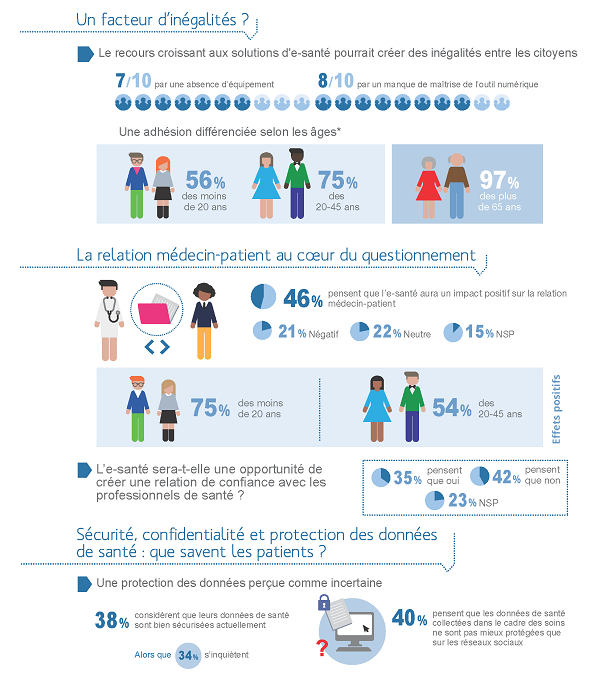 Un facteur d'inégalités ?
Le recours croissant aux solutions d'e-santé pourrait créer des inégalités entre les citoyens
7/10 par une absence d'équipement
8/10 par un manque de maîtrise de l'outil numérique
Une adhésion différenciée selon les âges*
56% des moins de 20 ans
75% des 20-45 ans
97% des plus de 65 ans
La relation médecin-patient au cœur du questionnement
46% pensent que l'e-santé aura un impact positif sur la relation
médecin-patient
21% Négatif
22% Neutre
15% NSP
75% des moins de 20 ans
54% des 20-45 ans
Effets positifs
L'e-santé sera-t-elle une opportunité de
créer une relation de confiance avec les
professionnels de santé ?
35% pensent que oui
42% pensent que non
23% NSP
Sécurité, confidentialité et protection des données
de santé : que savent les patients ?
Une protection des données perçue comme incertaine
38% considèrent que leurs données de santé
sont bien sécurisées actuellement
Alors que 34% s'inquiètent
?
40% pensent que les données de santé
collectées dans le cadre des soins
ne sont pas mieux protégées que
sur les réseaux sociaux